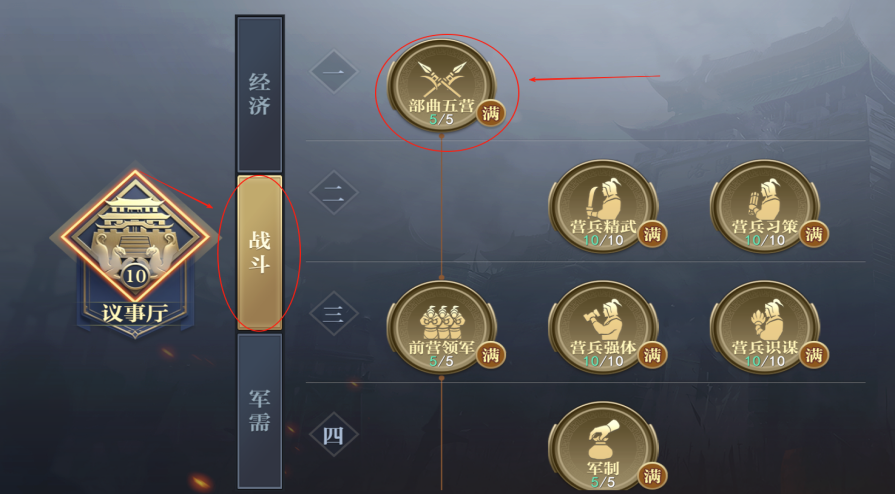 经济
战斗
军需
10
议事厅
一
部曲五营
5/5
满
二
营兵精武
10/10
满
营兵习策
10/10
满
三
前营领军
5/5
满
营兵强体
10/10
满
营兵识谋
10/10
满
四
军制
5/5
满